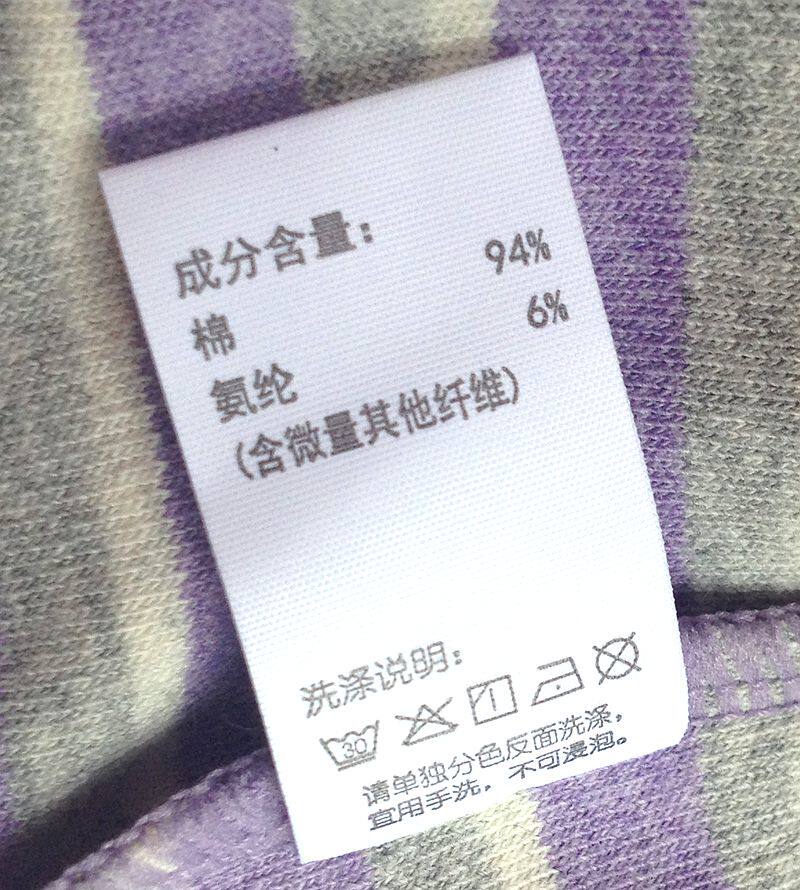 成分含量：
棉 94%
氨纶 6%
(含微量其他纤维)
洗涤说明：
30
请单独分色反面洗涤，
宜用手洗，不可浸泡。